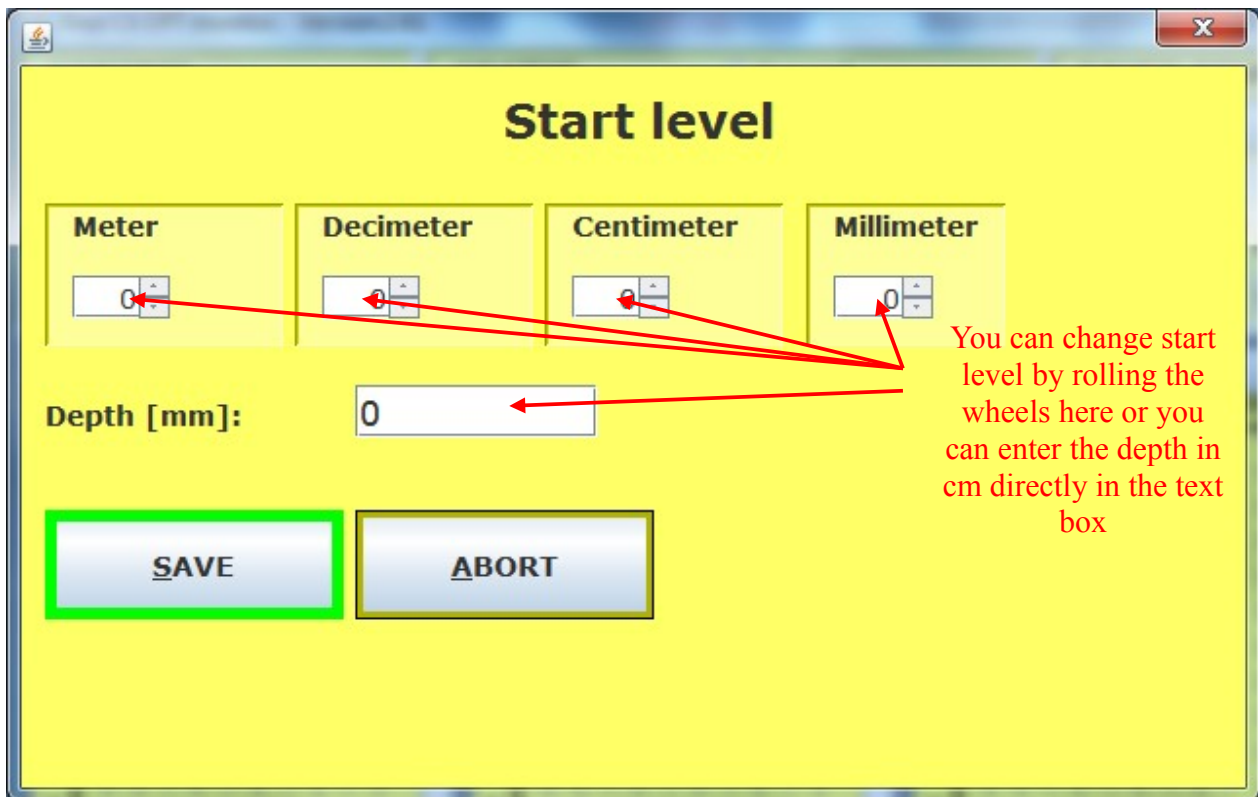 Start level
Meter Decimeter Centimeter Millimeter
0 0 0 0
You can change start
level by rolling the
wheels here or you
can enter the depth in
cm directly in the text
box
Depth [mm]: 0
SAVE ABORT